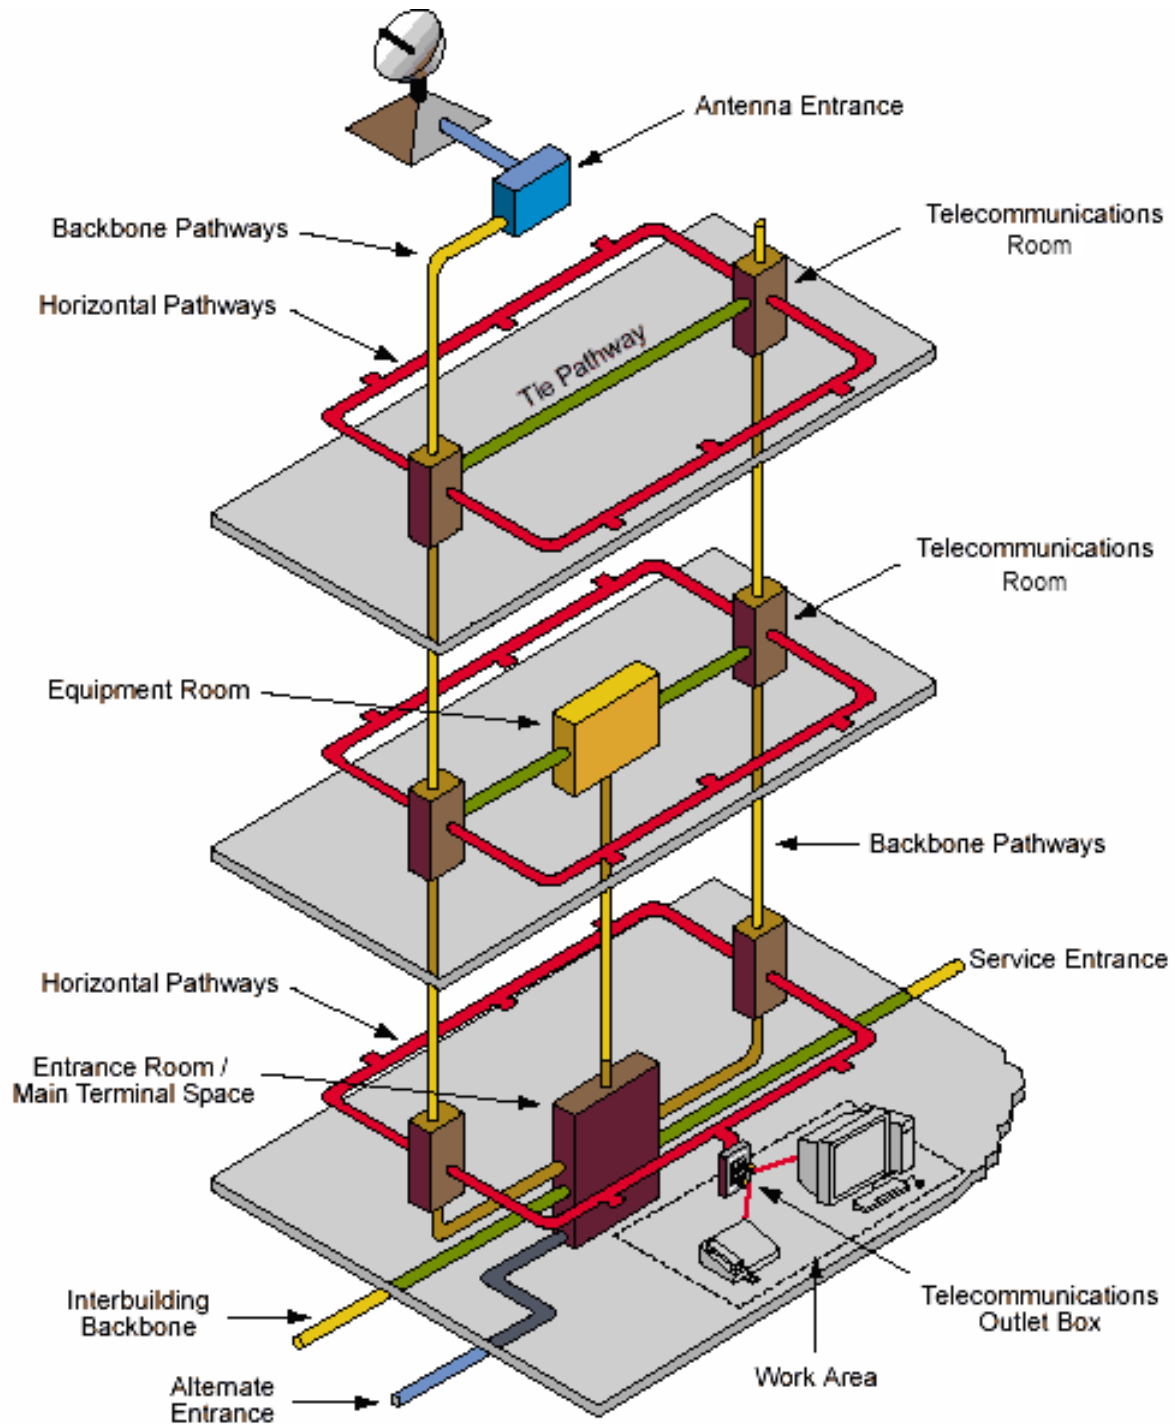 Antenna Entrance
Telecommunications
Room
Backbone Pathways
Horizontal Pathways
Tie Pathway
Telecommunications
Room
Equipment Room
Backbone Pathways
Service Entrance
Horizontal Pathways
Entrance Room /
Main Terminal Space
Interbuilding
Backbone
Telecommunications
Outlet Box
Work Area
Alternate
Entrance